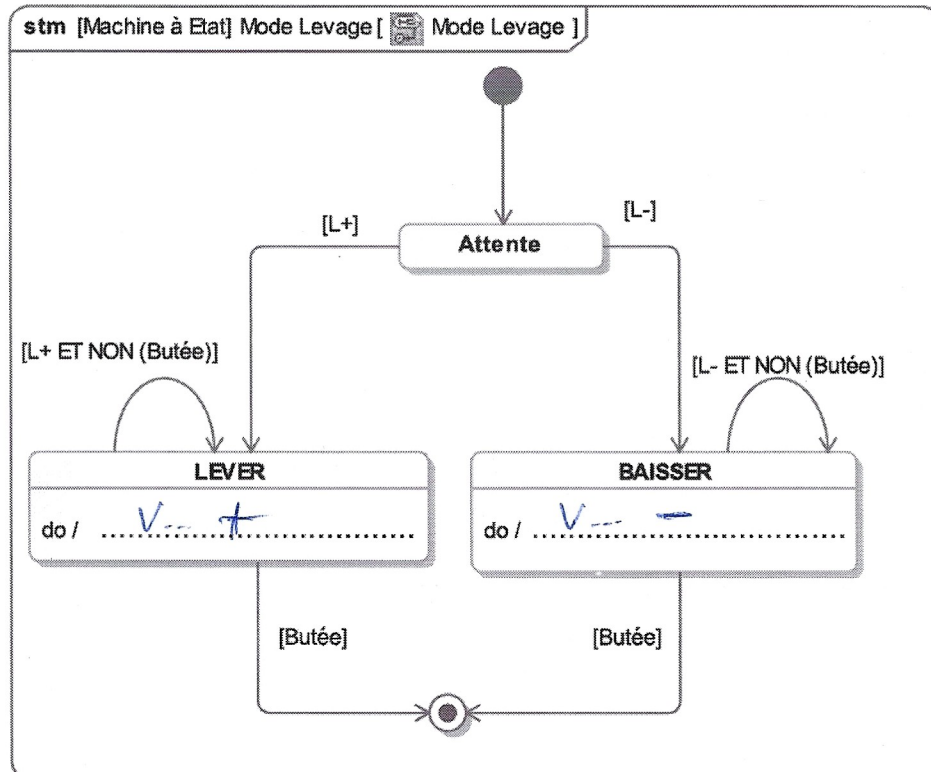 stm [Machine à Etat] Mode Levage [ Mode Levage ]
[L+]
[L-]
Attente
[L+ ET NON (Butée)]
[L- ET NON (Butée)]
LEVER
BAISSER
do / V... +
do / V... -
[Butée]
[Butée]